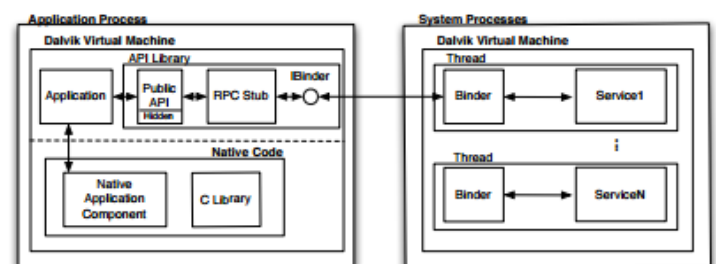 Application Process
Dalvik Virtual Machine
API Library
Application
Public
API
Hidden
RPC Stub
IBinder
Native Code
Native
Application
Component
C Library
System Processes
Dalvik Virtual Machine
Thread
Binder
Service1
Thread
Binder
ServiceN